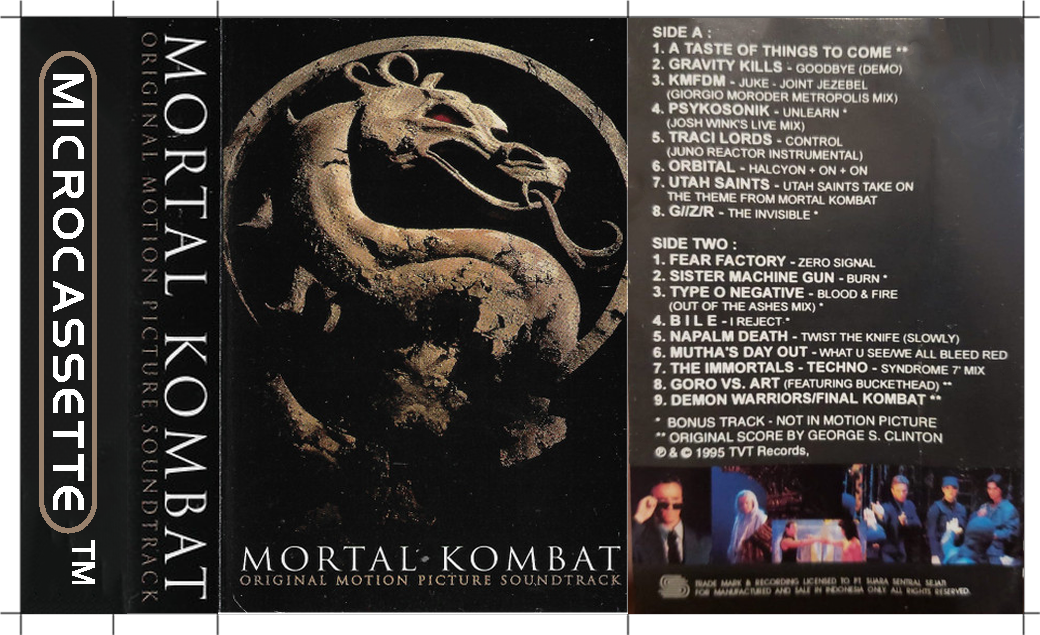 MICROCASSETTE™
MORTAL KOMBAT
ORIGINAL MOTION PICTURE SOUNDTRACK
MORTAL KOMBAT
ORIGINAL MOTION PICTURE SOUNDTRACK
SIDE A :
1. A TASTE OF THINGS TO COME **
2. GRAVITY KILLS - GOODBYE (DEMO)
3. KMFDM - JUKE - JOINT JEZEBEL
(GIORGIO MORODER METROPOLIS MIX)
4. PSYKOSONIK - UNLEARN *
(JOSH WINK'S LIVE MIX)
5. TRACI LORDS - CONTROL
(JUNO REACTOR INSTRUMENTAL)
6. ORBITAL - HALCYON + ON + ON
7. UTAH SAINTS - UTAH SAINTS TAKE ON
THE THEME FROM MORTAL KOMBAT
8. G//Z/R - THE INVISIBLE *
SIDE TWO :
1. FEAR FACTORY - ZERO SIGNAL
2. SISTER MACHINE GUN - BURN *
3. TYPE O NEGATIVE - BLOOD & FIRE
(OUT OF THE ASHES MIX) *
4. B I L E - I REJECT *
5. NAPALM DEATH - TWIST THE KNIFE (SLOWLY)
6. MUTHA'S DAY OUT - WHAT U SEE/WE ALL BLEED RED
7. THE IMMORTALS - TECHNO - SYNDROME 7' MIX
8. GORO VS. ART (FEATURING BUCKETHEAD) **
9. DEMON WARRIORS/FINAL KOMBAT **
* BONUS TRACK - NOT IN MOTION PICTURE
** ORIGINAL SCORE BY GEORGE S. CLINTON
℗ & © 1995 TVT Records,
TRADE MARK & RECORDING LICENSED TO PT SUARA SENTRAL SEJATI
FOR MANUFACTURED AND SALE IN INDONESIA ONLY ALL RIGHTS RESERVED.